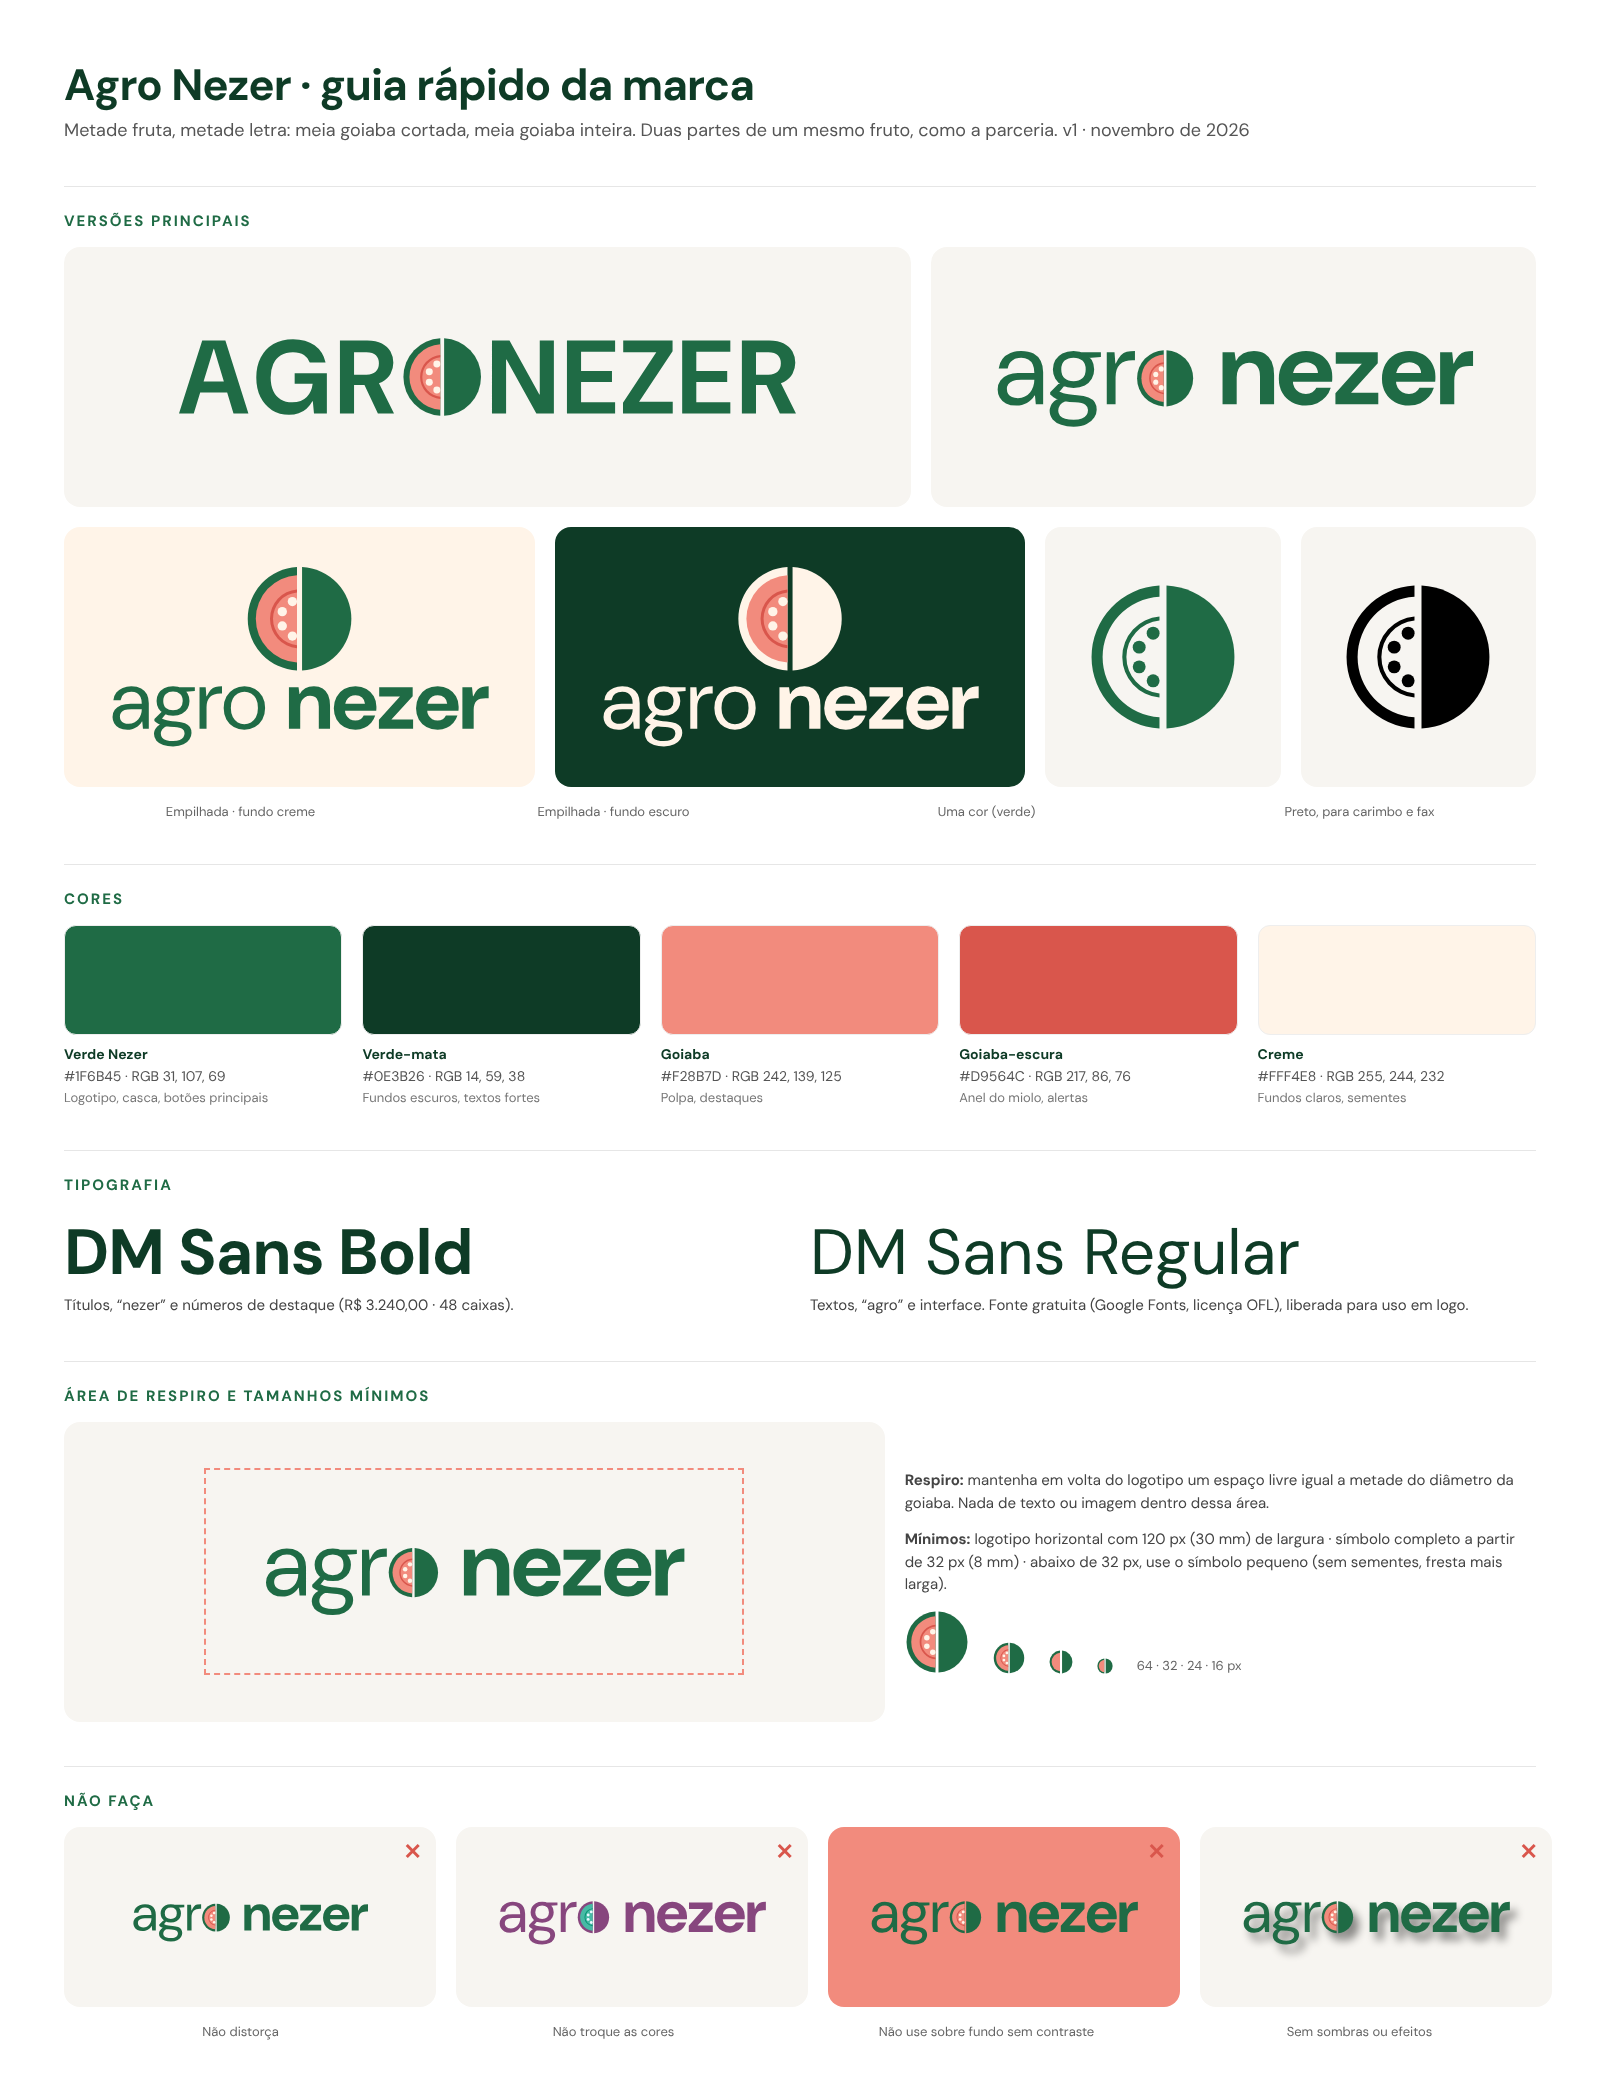 Agro Nezer · guia rápido da marca
Metade fruta, metade letra: meia goiaba cortada, meia goiaba inteira. Duas partes de um mesmo fruto, como a parceria. v1 · novembro de 2026
VERSÕES PRINCIPAIS
AGRONEZER
agro nezer
agro nezer
agro nezer
Empilhada · fundo creme
Empilhada · fundo escuro
Uma cor (verde)
Preto, para carimbo e fax
CORES
Verde Nezer
#1F6B45 · RGB 31, 107, 69
Logotipo, casca, botões principais
Verde-mata
#0E3B26 · RGB 14, 59, 38
Fundos escuros, textos fortes
Goiaba
#F28B7D · RGB 242, 139, 125
Polpa, destaques
Goiaba-escura
#D9564C · RGB 217, 86, 76
Anel do miolo, alertas
Creme
#FFF4E8 · RGB 255, 244, 232
Fundos claros, sementes
TIPOGRAFIA
DM Sans Bold
Títulos, “nezer” e números de destaque (R$ 3.240,00 · 48 caixas).
DM Sans Regular
Textos, “agro” e interface. Fonte gratuita (Google Fonts, licença OFL), liberada para uso em logo.
ÁREA DE RESPIRO E TAMANHOS MÍNIMOS
agro nezer
Respiro: mantenha em volta do logotipo um espaço livre igual a metade do diâmetro da
goiaba. Nada de texto ou imagem dentro dessa área.
Mínimos: logotipo horizontal com 120 px (30 mm) de largura · símbolo completo a partir
de 32 px (8 mm) · abaixo de 32 px, use o símbolo pequeno (sem sementes, fresta mais
larga).
64 · 32 · 24 · 16 px
NÃO FAÇA
agro nezer
agro nezer
agro nezer
agro nezer
Não distorça
Não troque as cores
Não use sobre fundo sem contraste
Sem sombras ou efeitos